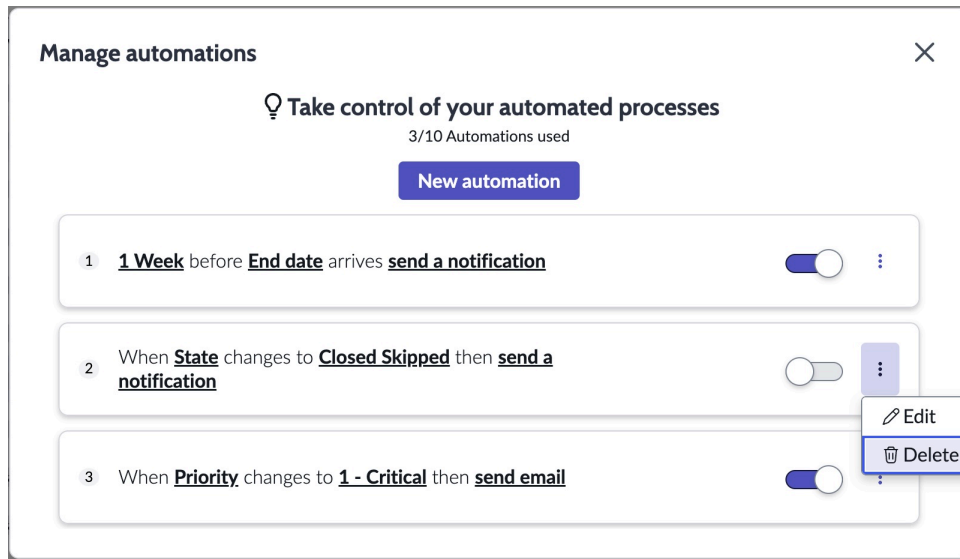 Manage automations
Take control of your automated processes
3/10 Automations used
New automation
1 1 Week before End date arrives send a notification
2 When State changes to Closed Skipped then send a
notification
Edit
Delete
3 When Priority changes to 1 - Critical then send email